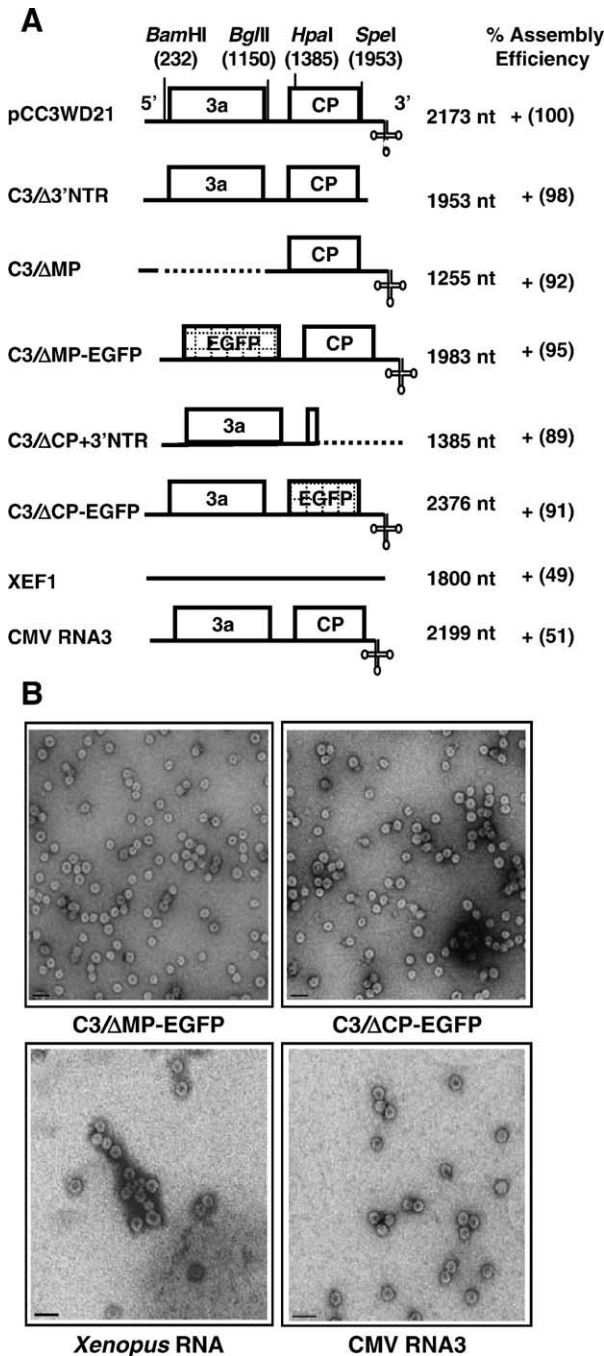 A
BamHI BglII HpaI SpeI % Assembly
(232) (1150) (1385) (1953) Efficiency
pCC3WD21 5' 3a CP 3' 2173 nt + (100)
C3/Δ3'NTR 3a CP 1953 nt + (98)
C3/ΔMP CP 1255 nt + (92)
C3/ΔMP-EGFP EGFP CP 1983 nt + (95)
C3/ΔCP+3'NTR 3a 1385 nt + (89)
C3/ΔCP-EGFP 3a EGFP 2376 nt + (91)
XEF1 1800 nt + (49)
CMV RNA3 3a CP 2199 nt + (51)
B
C3/ΔMP-EGFP C3/ΔCP-EGFP
Xenopus RNA CMV RNA3